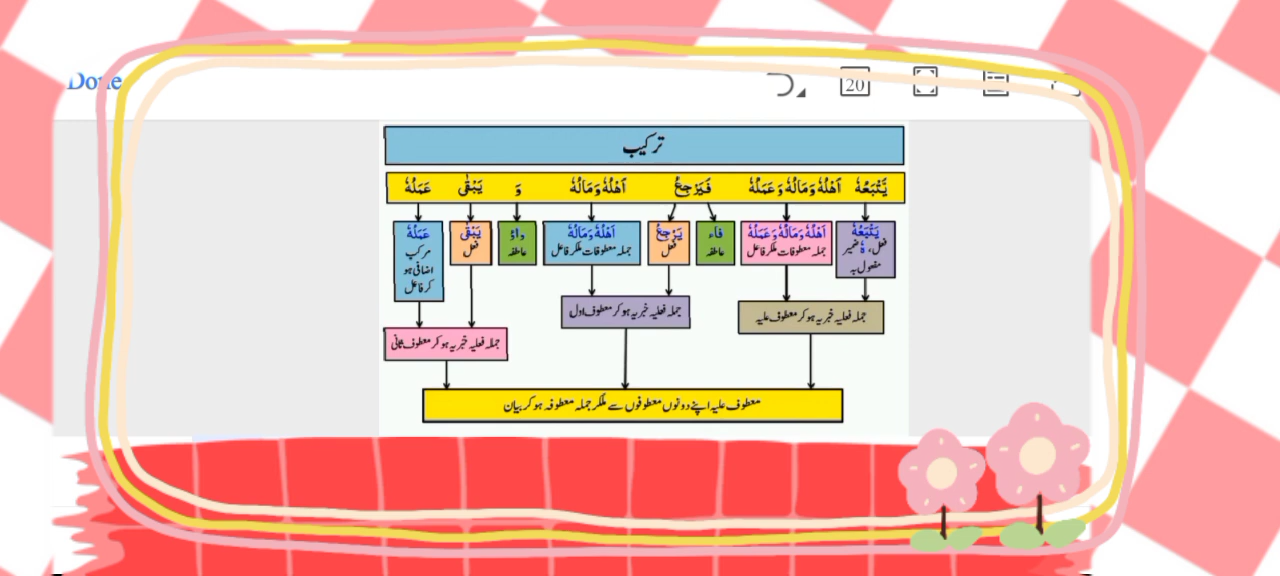 Done
20
ترکیب
يَتْبَعُهٗ اَهْلُهٗ وَمَالُهٗ وَعَمَلُهٗ فَيَرْجِعُ اَهْلُهٗ وَمَالُهٗ وَ يَبْقٰى عَمَلُهٗ
يَتْبَعُهٗ
فعل، هٗ ضمیر
مفعول بہ
اَهْلُهٗ وَمَالُهٗ وَعَمَلُهٗ
جملہ معطوفات ملکر فاعل
فاء
عاطفہ
يَرْجِعُ
فعل
اَهْلُهٗ وَمَالُهٗ
جملہ معطوفات ملکر فاعل
واؤ
عاطفہ
يَبْقٰى
فعل
عَمَلُهٗ
مرکب
اضافی ہو
کر فاعل
جملہ فعلیہ خبریہ ہو کر معطوف علیہ
جملہ فعلیہ خبریہ ہو کر معطوف اول
جملہ فعلیہ خبریہ ہو کر معطوف ثانی
معطوف علیہ اپنے دونوں معطوفوں سے ملکر جملہ معطوفہ ہو کر بیان